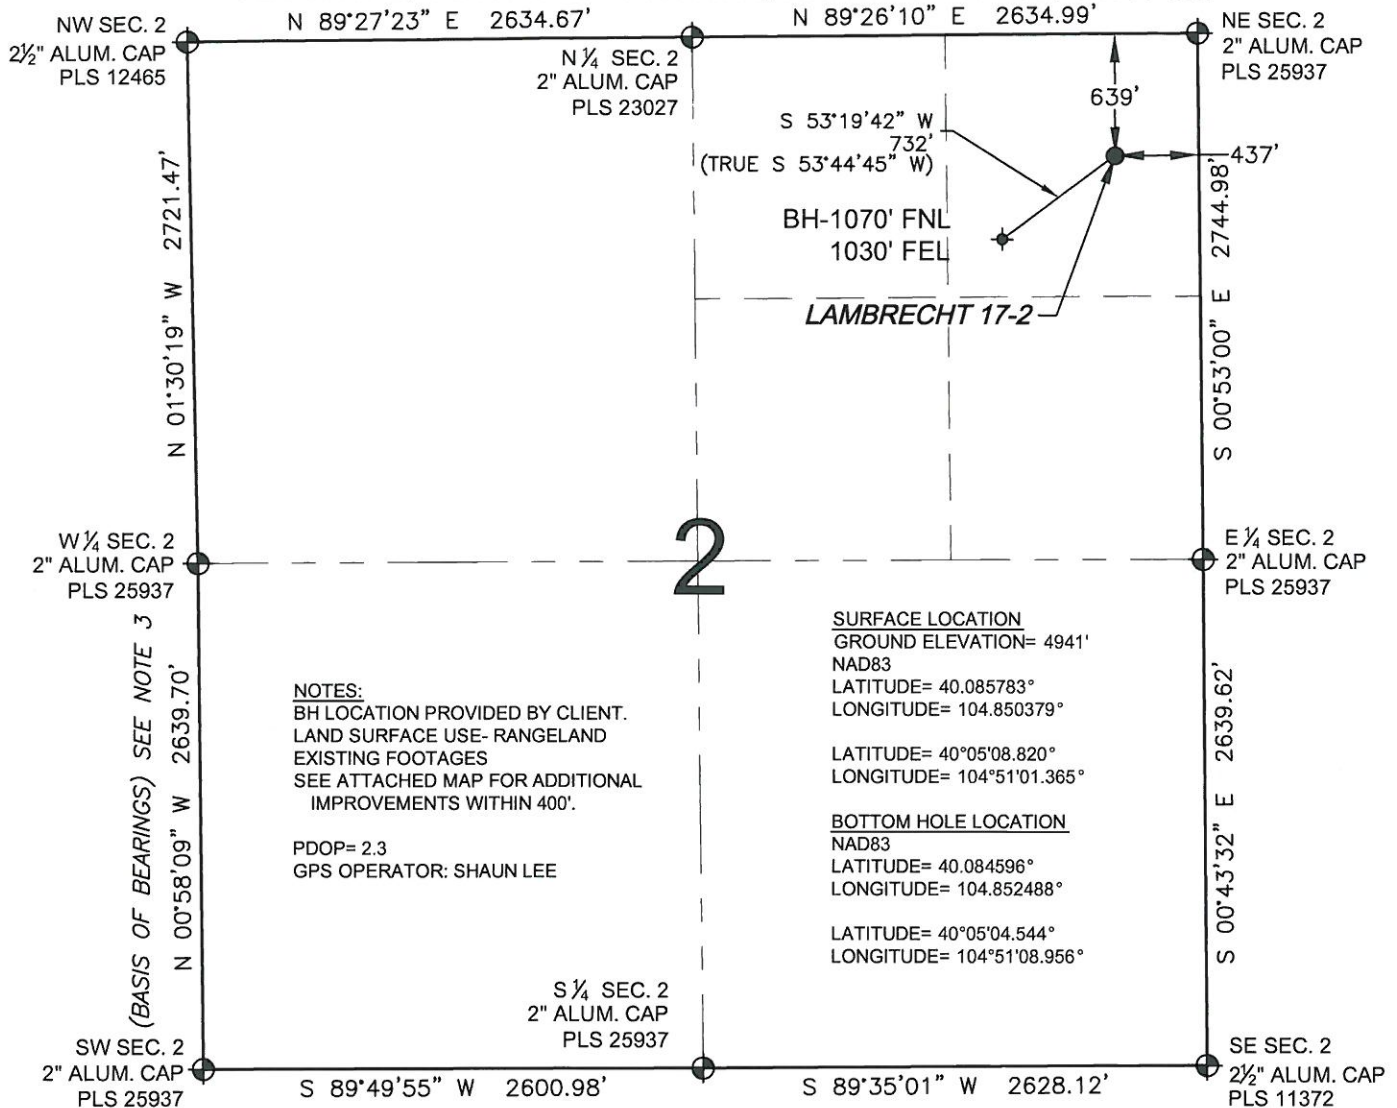 N 89°27'23" E 2634.67'
N 89°26'10" E 2634.99'
NW SEC. 2
2½" ALUM. CAP
PLS 12465
N ¼ SEC. 2
2" ALUM. CAP
PLS 23027
NE SEC. 2
2" ALUM. CAP
PLS 25937
639'
437'
S 53°19'42" W
732'
(TRUE S 53°44'45" W)
BH-1070' FNL
1030' FEL
LAMBRECHT 17-2
N 01°30'19" W 2721.47'
S 00°53'00" E 2744.98'
W ¼ SEC. 2
2" ALUM. CAP
PLS 25937
2
E ¼ SEC. 2
2" ALUM. CAP
PLS 25937
(BASIS OF BEARINGS) SEE NOTE 3
N 00°58'09" W 2639.70'
NOTES:
BH LOCATION PROVIDED BY CLIENT.
LAND SURFACE USE- RANGELAND
EXISTING FOOTAGES
SEE ATTACHED MAP FOR ADDITIONAL
IMPROVEMENTS WITHIN 400'.
PDOP= 2.3
GPS OPERATOR: SHAUN LEE
SURFACE LOCATION
GROUND ELEVATION= 4941'
NAD83
LATITUDE= 40.085783°
LONGITUDE= 104.850379°
LATITUDE= 40°05'08.820°
LONGITUDE= 104°51'01.365°
BOTTOM HOLE LOCATION
NAD83
LATITUDE= 40.084596°
LONGITUDE= 104.852488°
LATITUDE= 40°05'04.544°
LONGITUDE= 104°51'08.956°
S 00°43'32" E 2639.62'
S ¼ SEC. 2
2" ALUM. CAP
PLS 25937
SW SEC. 2
2" ALUM. CAP
PLS 25937
S 89°49'55" W 2600.98'
S 89°35'01" W 2628.12'
SE SEC. 2
2½" ALUM. CAP
PLS 11372